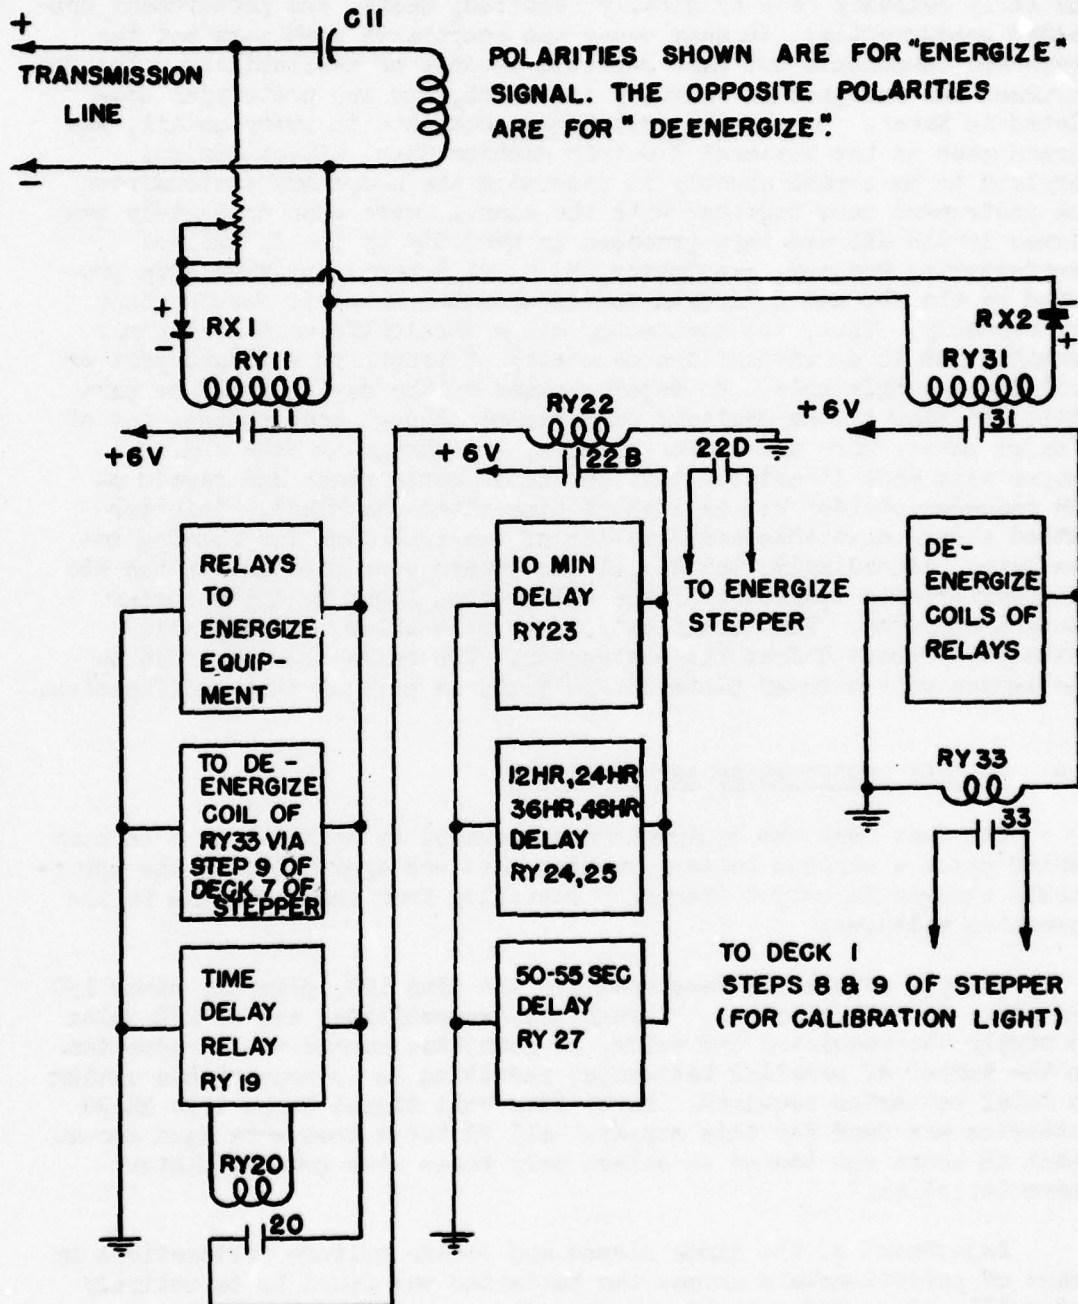 C11
+
TRANSMISSION
LINE
−
POLARITIES SHOWN ARE FOR "ENERGIZE"
SIGNAL. THE OPPOSITE POLARITIES
ARE FOR "DEENERGIZE".
+
RX1
−
RY11
11
+6V
RX2
+
RY31
+6V
31
RY22
+6V
22B
22D
TO ENERGIZE
STEPPER
RELAYS
TO
ENERGIZE
EQUIP-
MENT
10 MIN
DELAY
RY23
DE-
ENERGIZE
COILS OF
RELAYS
TO DE-
ENERGIZE
COIL OF
RY33 VIA
STEP 9 OF
DECK 7 OF
STEPPER
12HR, 24HR
36HR, 48HR
DELAY
RY24, 25
RY33
33
TIME
DELAY
RELAY
RY19
50-55 SEC
DELAY
RY 27
TO DECK 1
STEPS 8 & 9 OF STEPPER
(FOR CALIBRATION LIGHT)
RY20
20